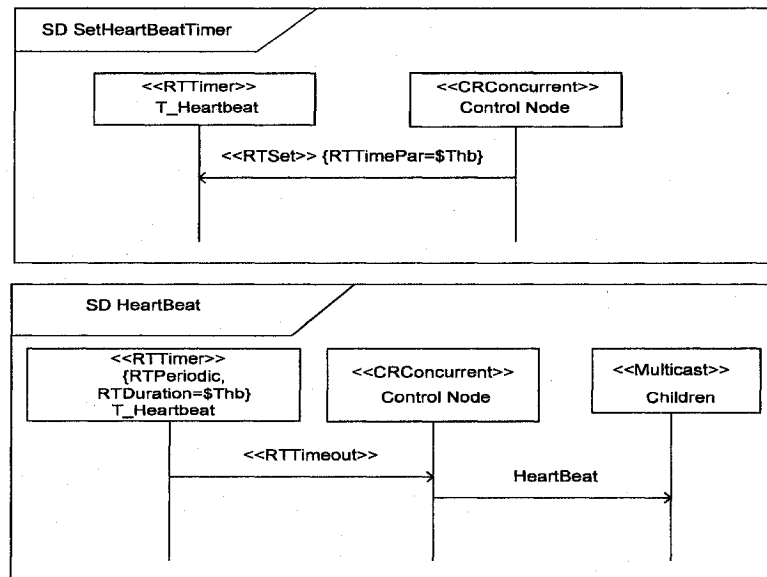 SD SetHeartBeatTimer
<<RTTimer>>
T_Heartbeat
<<CRConcurrent>>
Control Node
<<RTSet>> {RTTimePar=$Thb}
SD HeartBeat
<<RTTimer>>
{RTPeriodic,
RTDuration=$Thb}
T_Heartbeat
<<CRConcurrent>>
Control Node
<<Multicast>>
Children
<<RTTimeout>>
HeartBeat